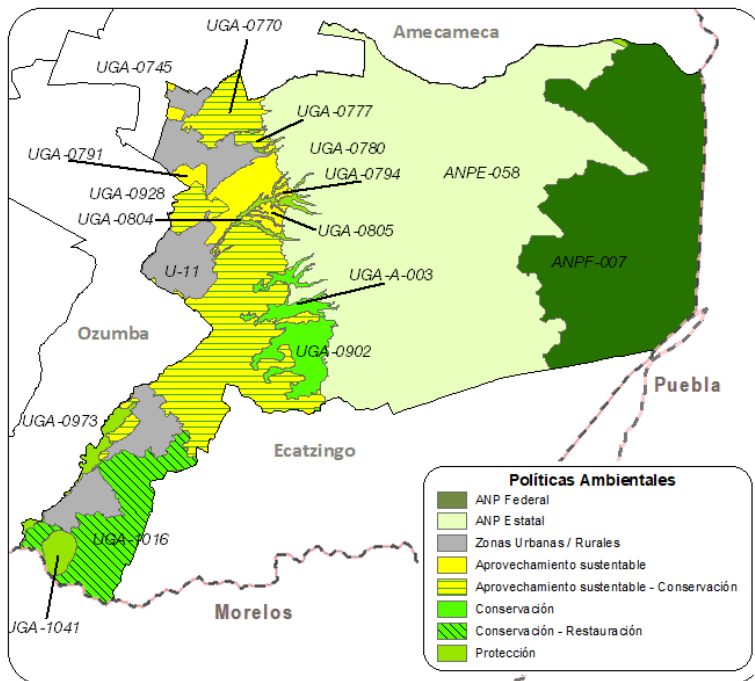 UGA-0770
Amecameca
UGA-0745
UGA-0777
UGA-0791
UGA-0780
UGA-0794
ANPE-058
UGA-0928
UGA-0804
UGA-0805
ANPF-007
U-11
UGA-A-003
Ozumba
UGA-0902
Puebla
UGA-0973
Ecatzingo
UGA-1016
Morelos
UGA-1041
Políticas Ambientales
ANP Federal
ANP Estatal
Zonas Urbanas / Rurales
Aprovechamiento sustentable
Aprovechamiento sustentable - Conservación
Conservación
Conservación - Restauración
Protección